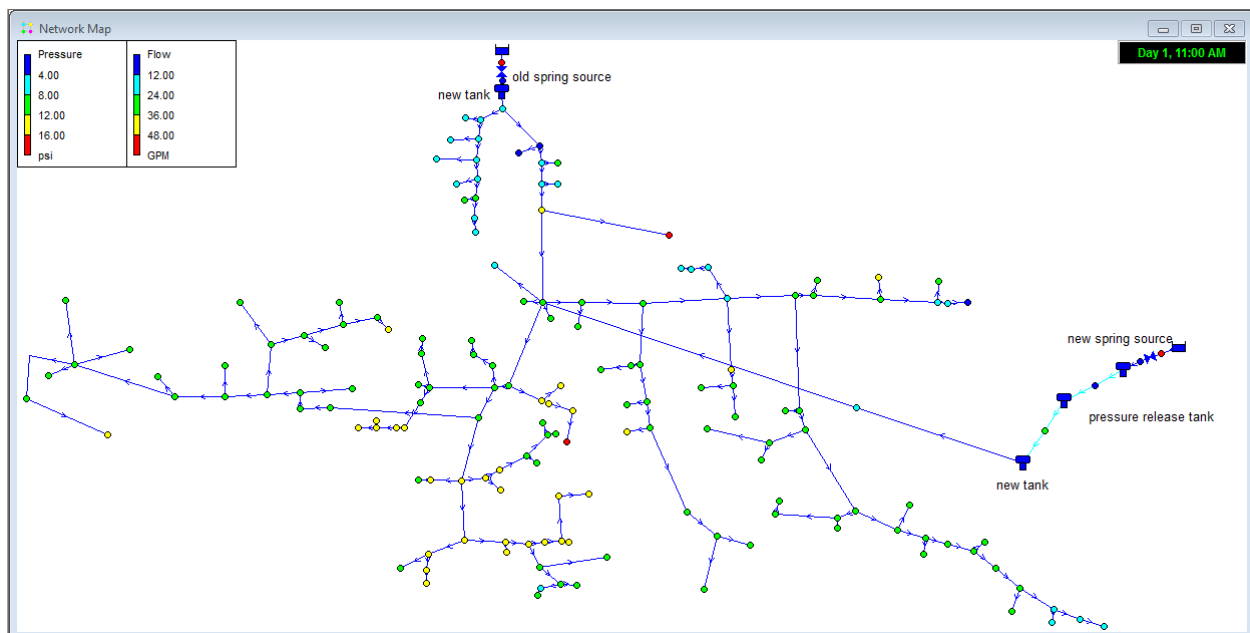 Network Map
Day 1, 11:00 AM
Pressure
4.00
8.00
12.00
16.00
psi
Flow
12.00
24.00
36.00
48.00
GPM
old spring source
new tank
new spring source
pressure release tank
new tank